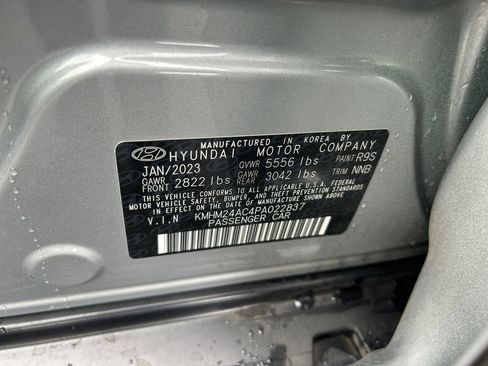 MANUFACTURED IN KOREA BY
HYUNDAI MOTOR COMPANY
JAN/2023 GVWR 5556 lbs PAINT R9S
GAWR FRONT 2822 lbs GAWR REAR 3042 lbs TRIM NNB
THIS VEHICLE CONFORMS TO ALL APPLICABLE U.S.A. FEDERAL
MOTOR VEHICLE SAFETY, BUMPER, AND THEFT PREVENTION STANDARDS
IN EFFECT ON THE DATE OF MANUFACTURE SHOWN ABOVE.
V.I.N KMHM24AC4PA022837
PASSENGER CAR